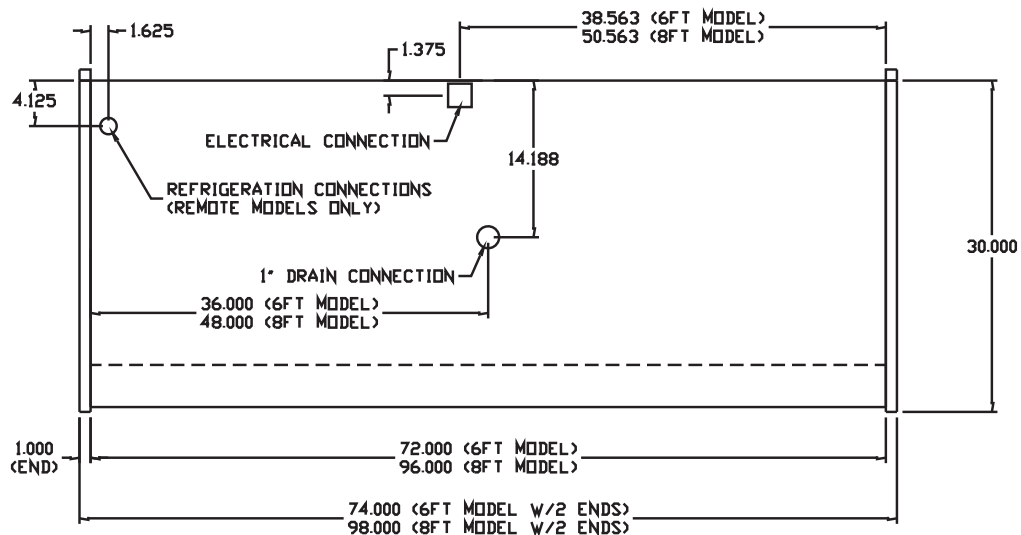 38.563 (6FT MODEL)
50.563 (8FT MODEL)
1.625
1.375
4.125
ELECTRICAL CONNECTION
14.188
REFRIGERATION CONNECTIONS
(REMOTE MODELS ONLY)
30.000
1" DRAIN CONNECTION
36.000 (6FT MODEL)
48.000 (8FT MODEL)
1.000
(END)
72.000 (6FT MODEL)
96.000 (8FT MODEL)
74.000 (6FT MODEL W/2 ENDS)
98.000 (8FT MODEL W/2 ENDS)